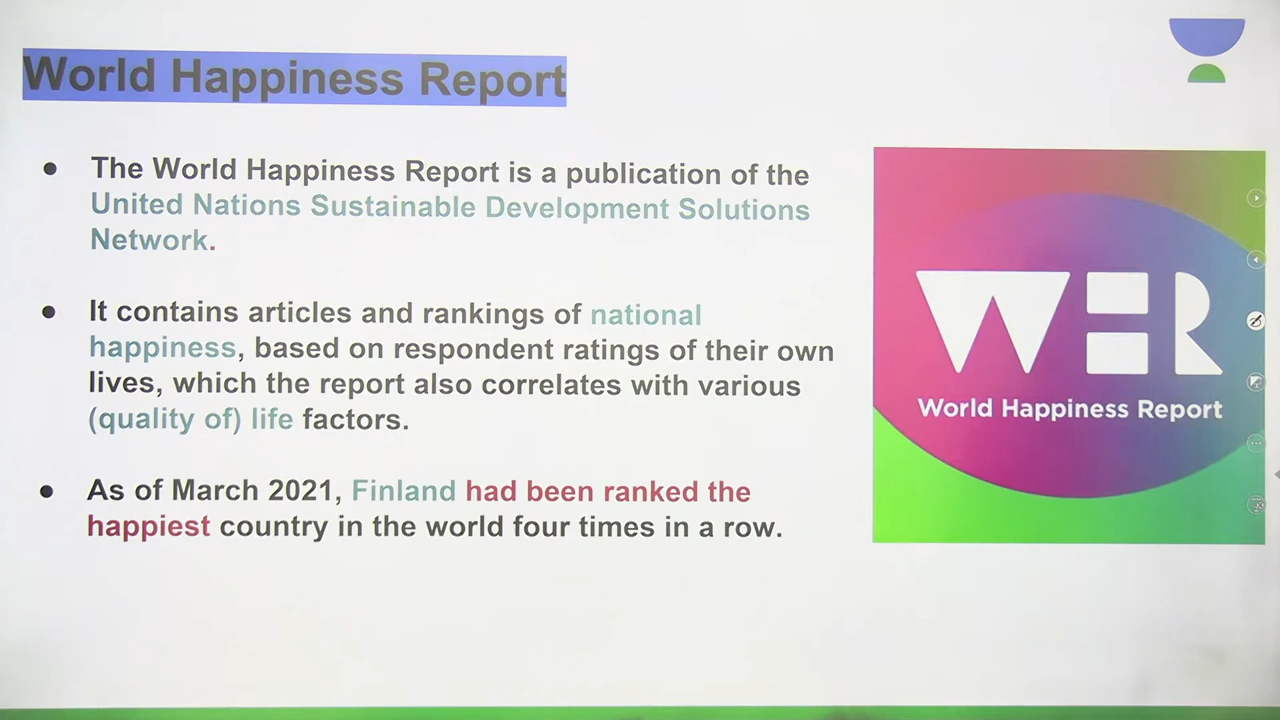 World Happiness Report
● The World Happiness Report is a publication of the
United Nations Sustainable Development Solutions
Network.
● It contains articles and rankings of national
happiness, based on respondent ratings of their own
lives, which the report also correlates with various
(quality of) life factors.
● As of March 2021, Finland had been ranked the
happiest country in the world four times in a row.
WHR
World Happiness Report